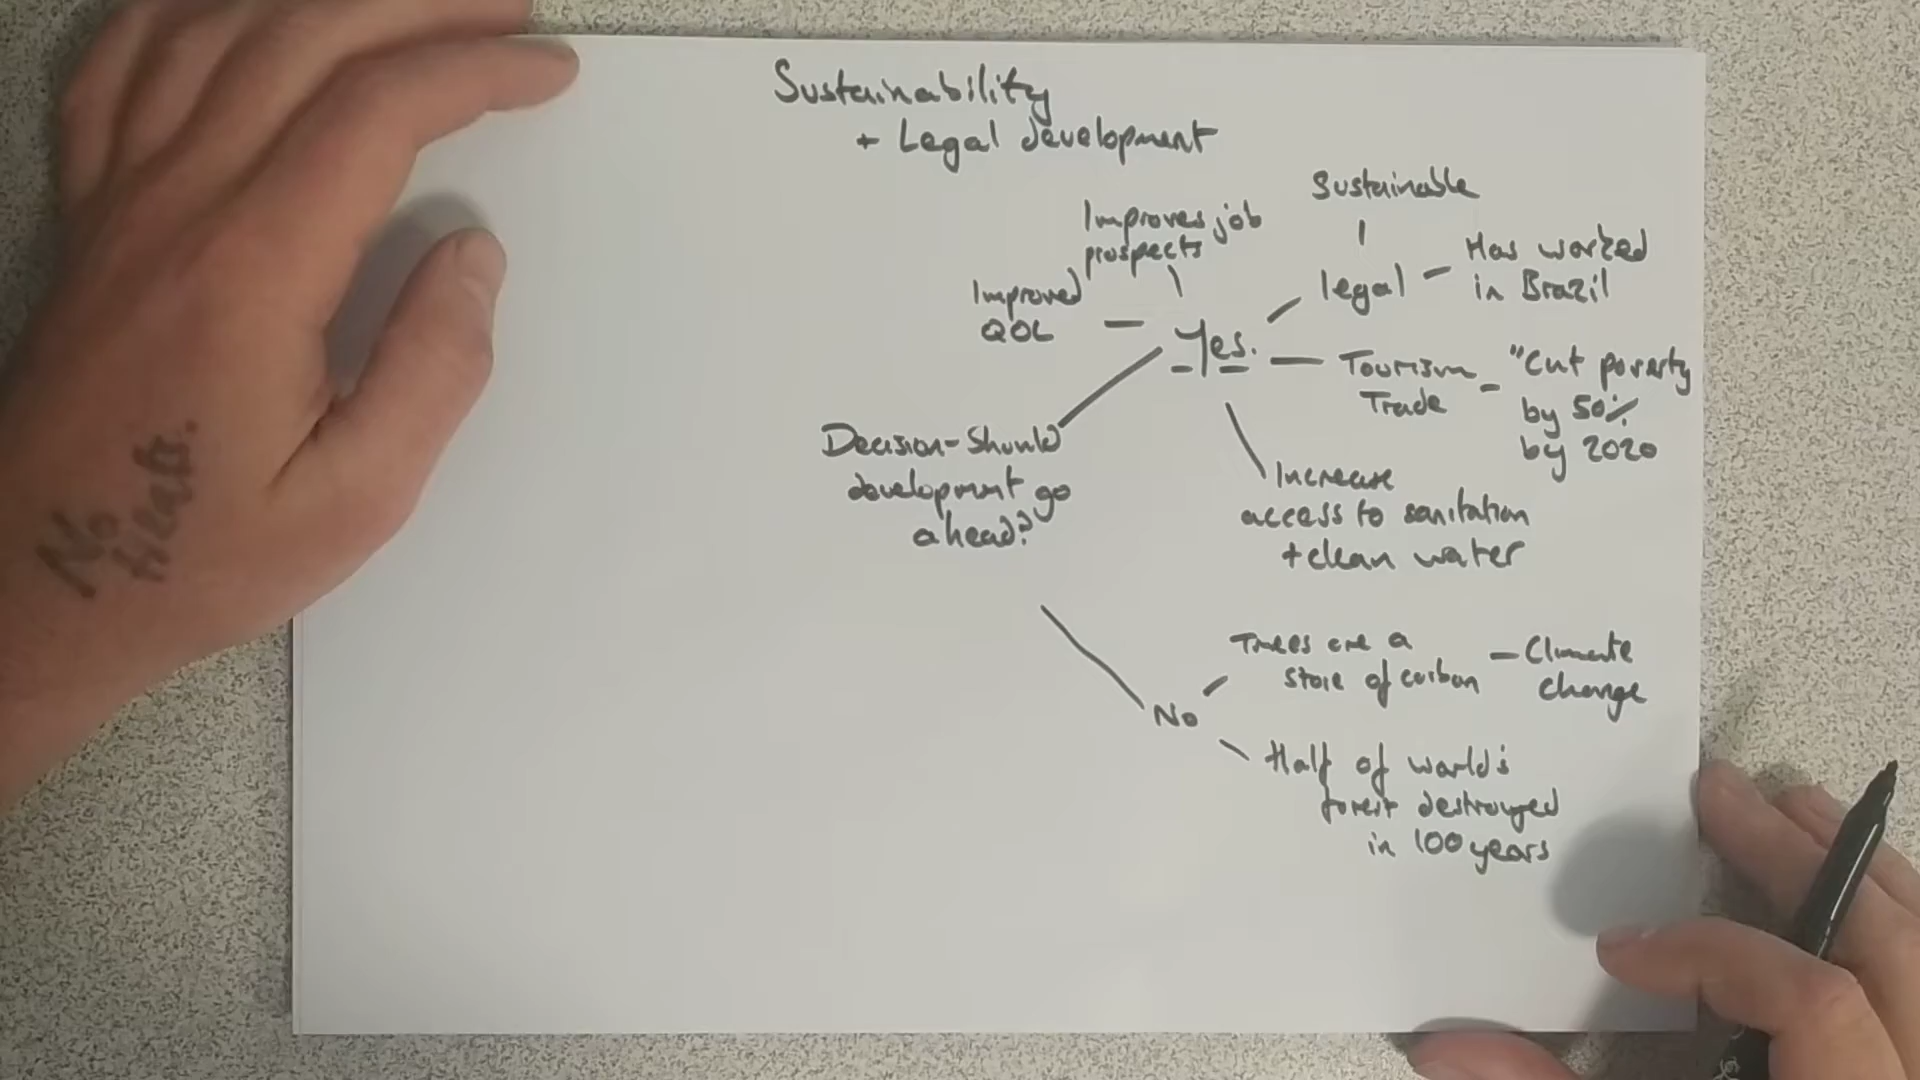 Sustainability
+ Legal development
Sustainable
Improves job
prospects
Has worked
in Brazil
legal
Improved
QOL
Yes.
Tourism
Trade
"Cut poverty
by 50%
by 2020
Decision - Should
development go
ahead?
Increase
access to sanitation
+ clean water
Trees are a
store of carbon
Climate
change
No
Half of world's
forest destroyed
in 100 years
No